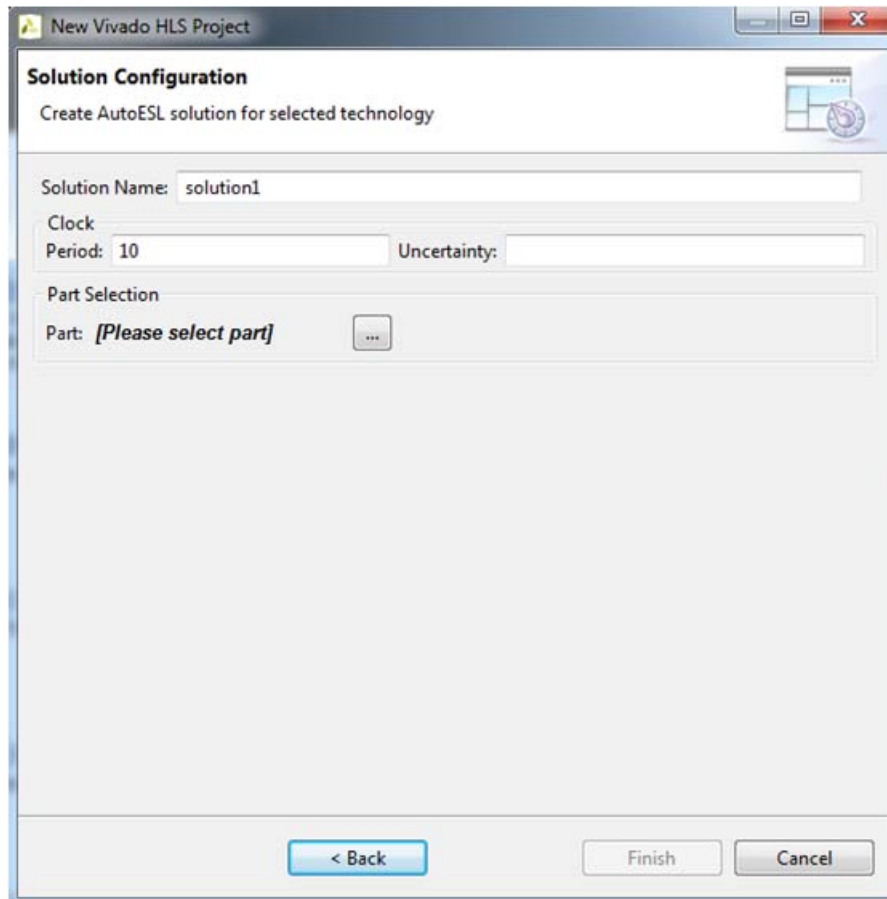 New Vivado HLS Project
Solution Configuration
Create AutoESL solution for selected technology
Solution Name: solution1
Clock
Period: 10 Uncertainty:
Part Selection
Part: [Please select part] ...
< Back Finish Cancel